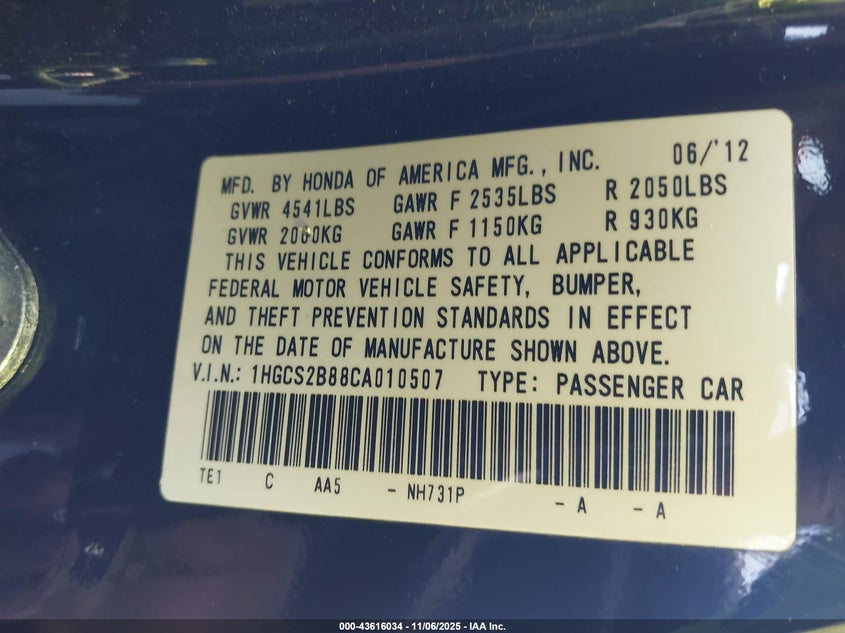 MFD. BY HONDA OF AMERICA MFG., INC. 06/'12
GVWR 4541LBS GAWR F 2535LBS R 2050LBS
GVWR 2060KG GAWR F 1150KG R 930KG
THIS VEHICLE CONFORMS TO ALL APPLICABLE
FEDERAL MOTOR VEHICLE SAFETY, BUMPER,
AND THEFT PREVENTION STANDARDS IN EFFECT
ON THE DATE OF MANUFACTURE SHOWN ABOVE.
V.I.N.: 1HGCS2B88CA010507 TYPE: PASSENGER CAR
TE1 C AA5 - NH731P - A - A
000-43616034 - 11/06/2025 - IAA Inc.